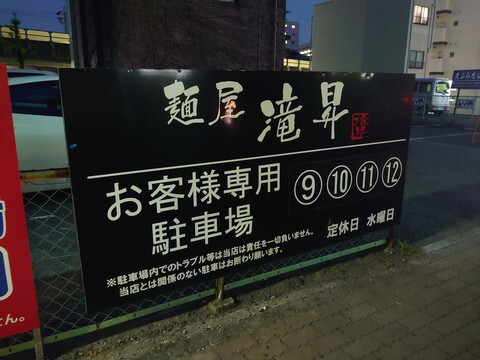 麺屋 滝昇
お客様専用
駐車場
⑨⑩⑪⑫
定休日 水曜日
※駐車場内でのトラブル等は当店は責任を一切負いません。
当店とは関係のない駐車はお断わり願います。
ん。